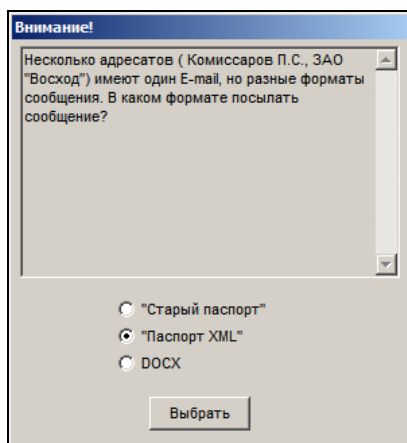 Внимание!
Несколько адресатов ( Комиссаров П.С., ЗАО
"Восход") имеют один E-mail, но разные форматы
сообщения. В каком формате посылать
сообщение?
"Старый паспорт"
"Паспорт XML"
DOCX
Выбрать